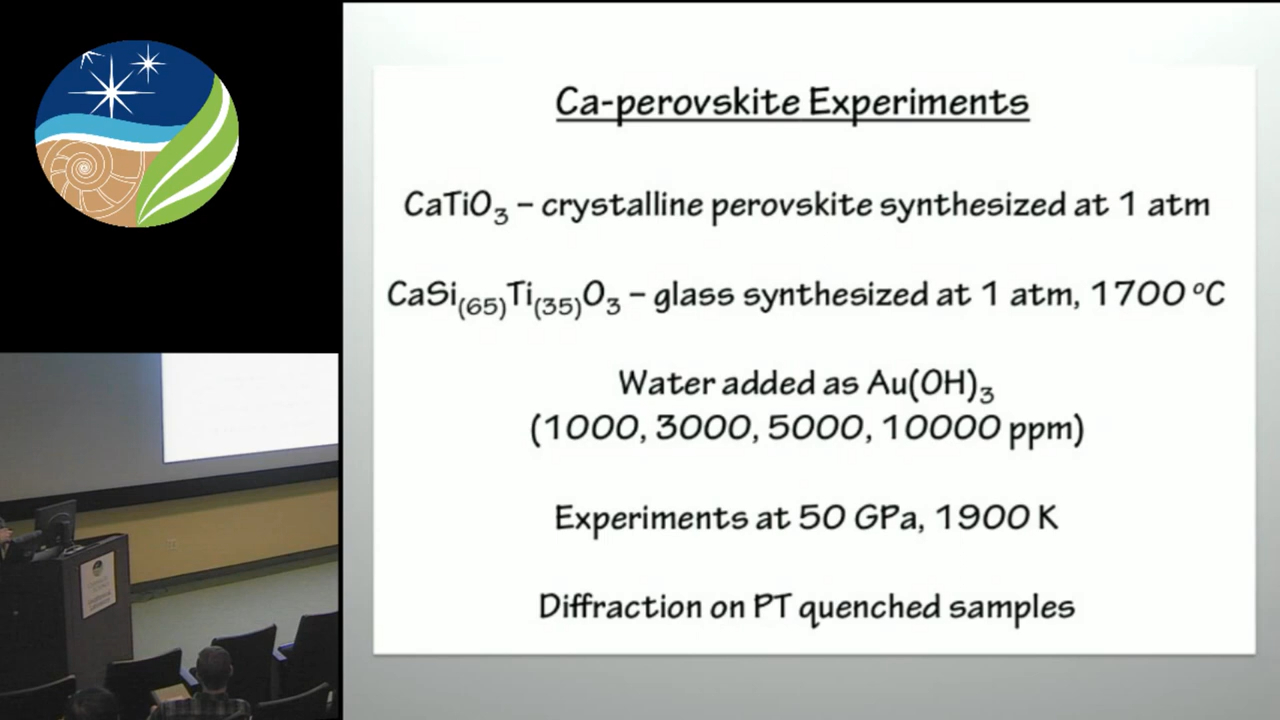 Ca-perovskite Experiments
CaTiO₃ – crystalline perovskite synthesized at 1 atm
CaSi₍₆₅₎Ti₍₃₅₎O₃ – glass synthesized at 1 atm, 1700 ºC
Water added as Au(OH)₃
(1000, 3000, 5000, 10000 ppm)
Experiments at 50 GPa, 1900 K
Diffraction on PT quenched samples